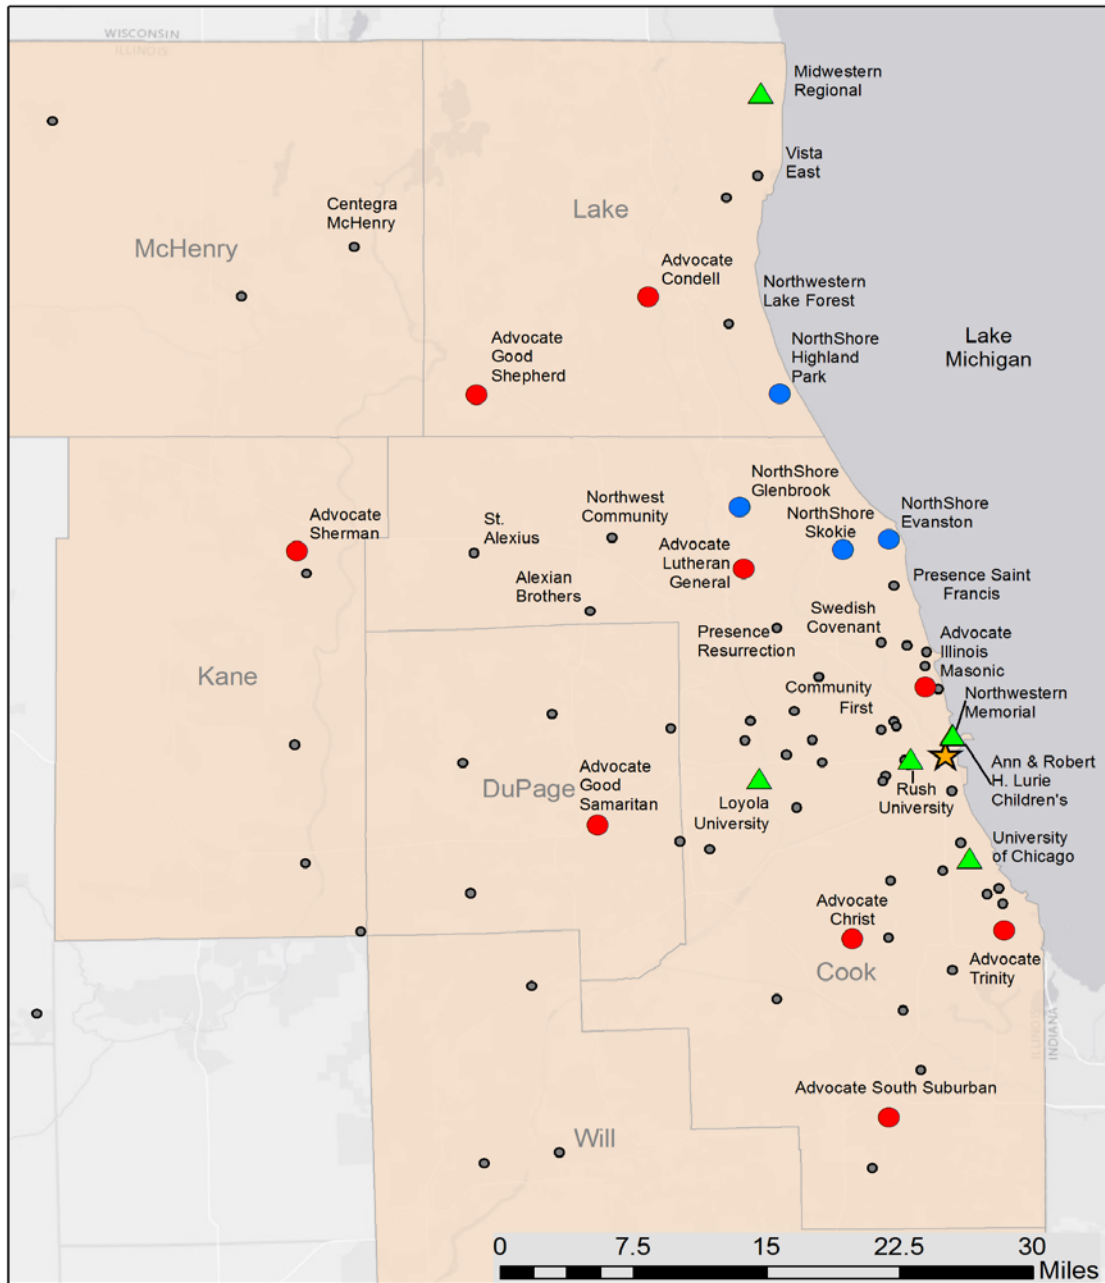 WISCONSIN
ILLINOIS
Midwestern
Regional
Vista
East
Centegra
McHenry
Lake
McHenry
Advocate
Condell
Northwestern
Lake Forest
Advocate
Good
Shepherd
NorthShore
Highland
Park
Lake
Michigan
NorthShore
Glenbrook
Advocate
Sherman
St.
Alexius
Northwest
Community
NorthShore
Skokie
NorthShore
Evanston
Advocate
Lutheran
General
Alexian
Brothers
Presence Saint
Francis
Swedish
Covenant
Presence
Resurrection
Advocate
Illinois
Masonic
Kane
Community
First
Northwestern
Memorial
Ann & Robert
H. Lurie
Children's
DuPage
Advocate
Good
Samaritan
Loyola
University
Rush
University
University
of Chicago
Advocate
Christ
Cook
Advocate
Trinity
ILLINOIS
INDIANA
Advocate South Suburban
Will
0 7.5 15 22.5 30
Miles